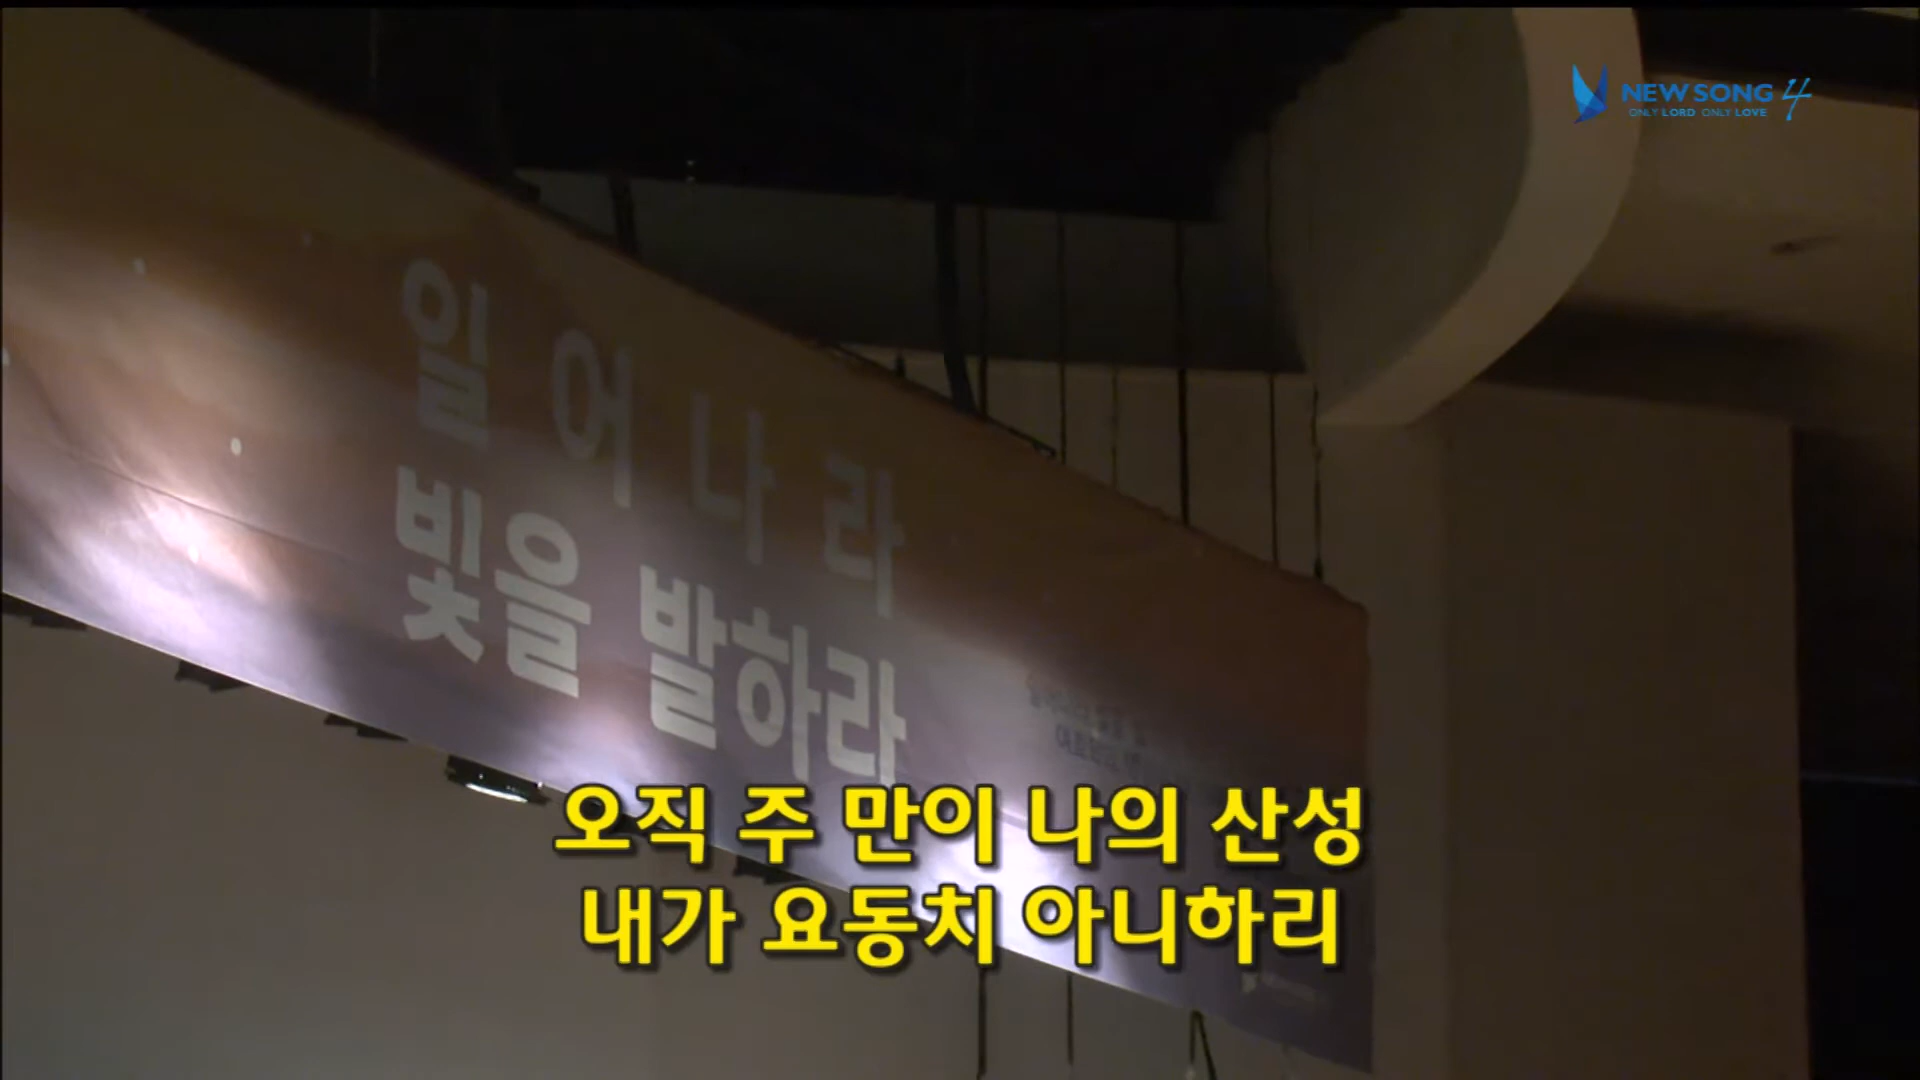 NEW SONG 4
ONLY LORD ONLY LOVE
일어나라
빛을 발하라
오직 주 만이 나의 산성
내가 요동치 아니하리